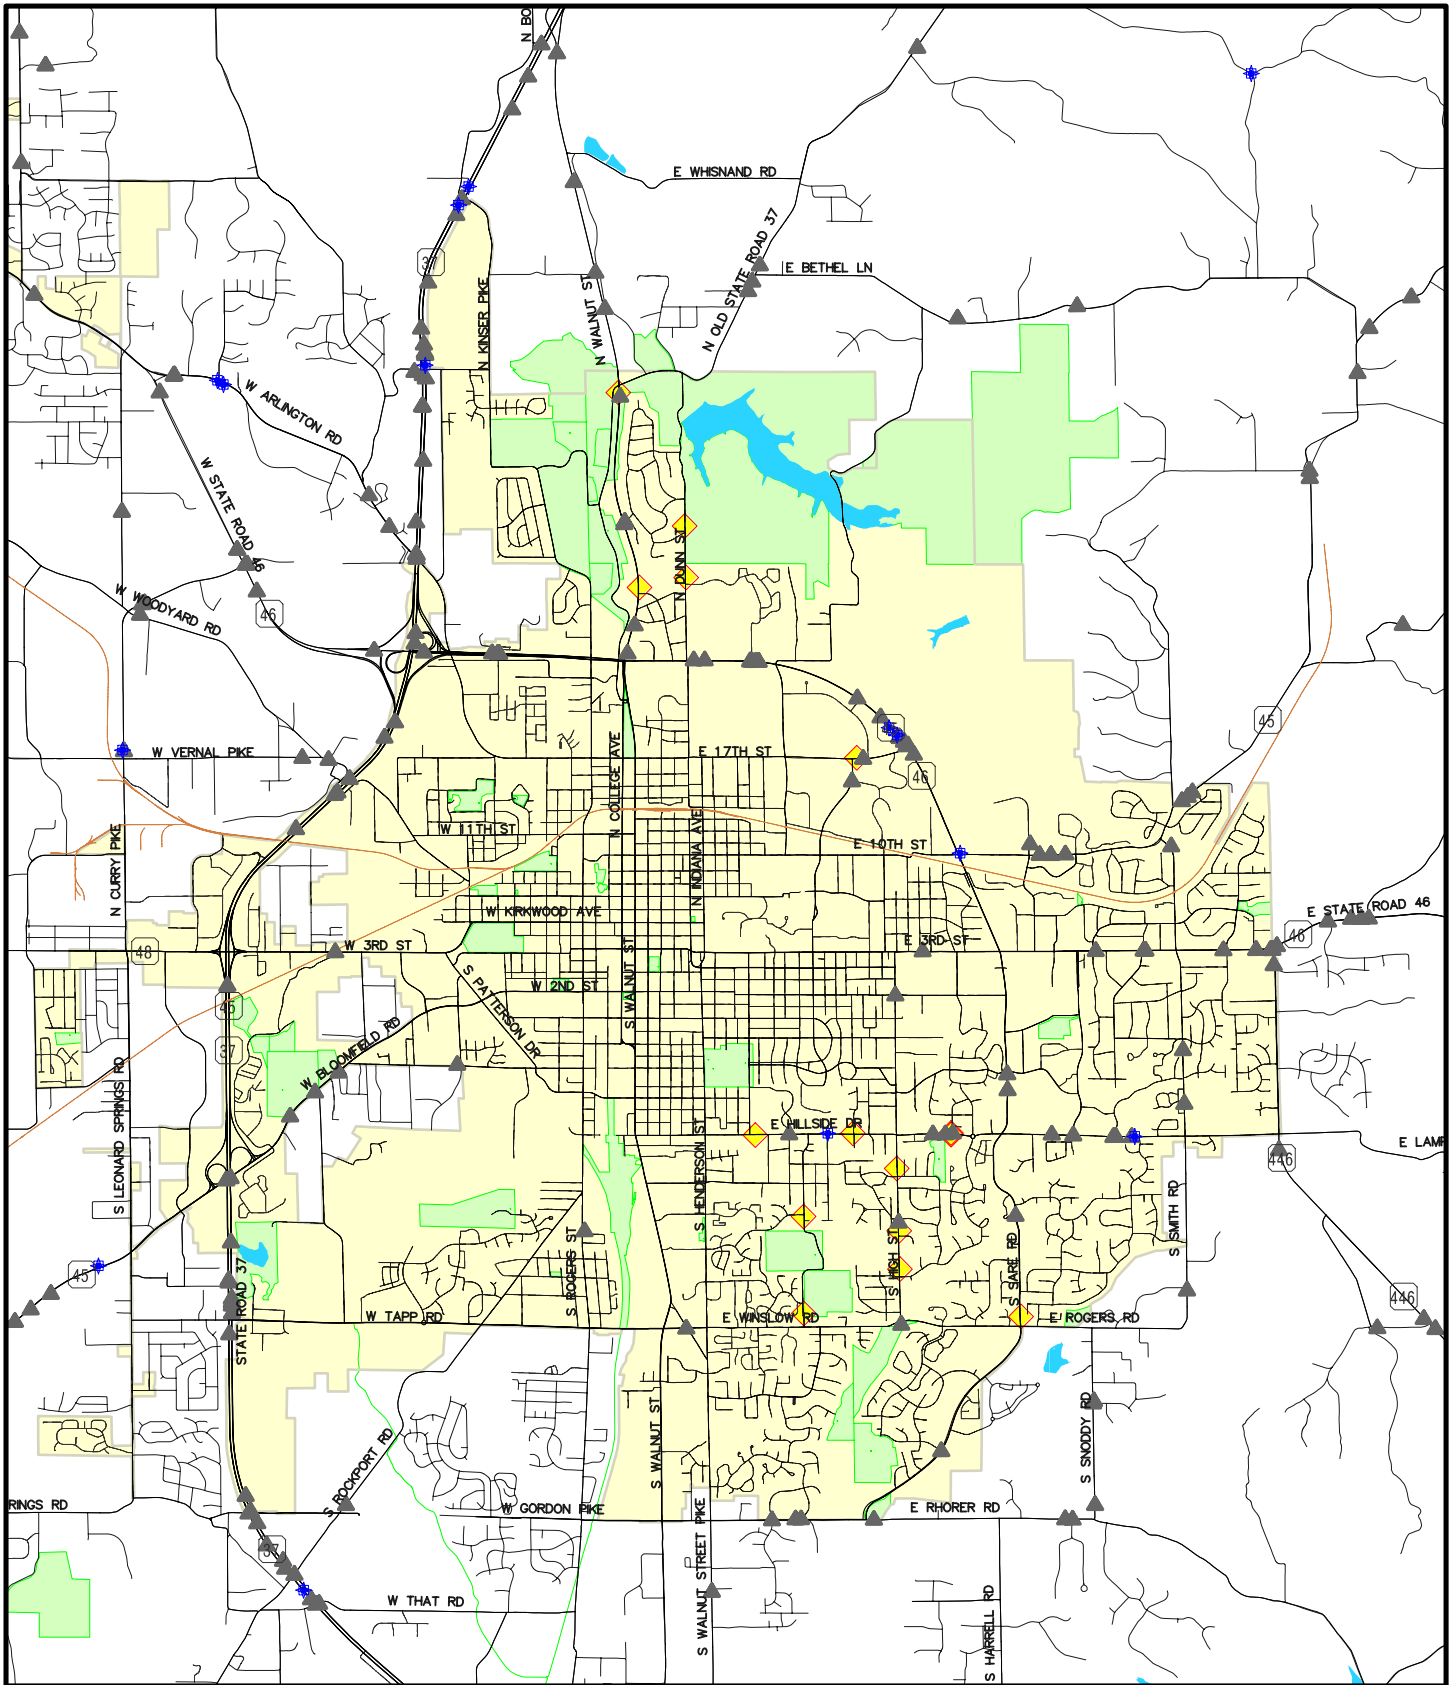 N BO
E WHISNAND RD
N OLD STATE ROAD 37
E BETHEL LN
37
N WALNUT ST
N KINSER PIKE
W ARLINGTON RD
W STATE ROAD 46
N DUNN ST
W WOODYARD RD
46
45
W VERNAL PIKE
E 17TH ST
N COLLEGE AVE
46
W 11TH ST
N INDIANA AVE
E 10TH ST
N CURRY PIKE
W KIRKWOOD AVE
E STATE ROAD 46
46
48
W 3RD ST
E 3RD ST
S PATTERSON DR
W 2ND ST
S WALNUT ST
45
37
W BLOOMFIELD RD
S LEONARD SPRINGS RD
E HILLSIDE DR
E LAMP
446
S HENDERSON ST
S SMITH RD
S ROGERS ST
S HIGH ST
S SARE RD
45
STATE ROAD 37
446
W TAPP RD
E WINSLOW RD
E ROGERS RD
S WALNUT ST
S SNODDY RD
S ROCKPORT RD
RINGS RD
W GORDON PIKE
E RHORER RD
37
S WALNUT STREET PIKE
W THAT RD
S HARRELL RD